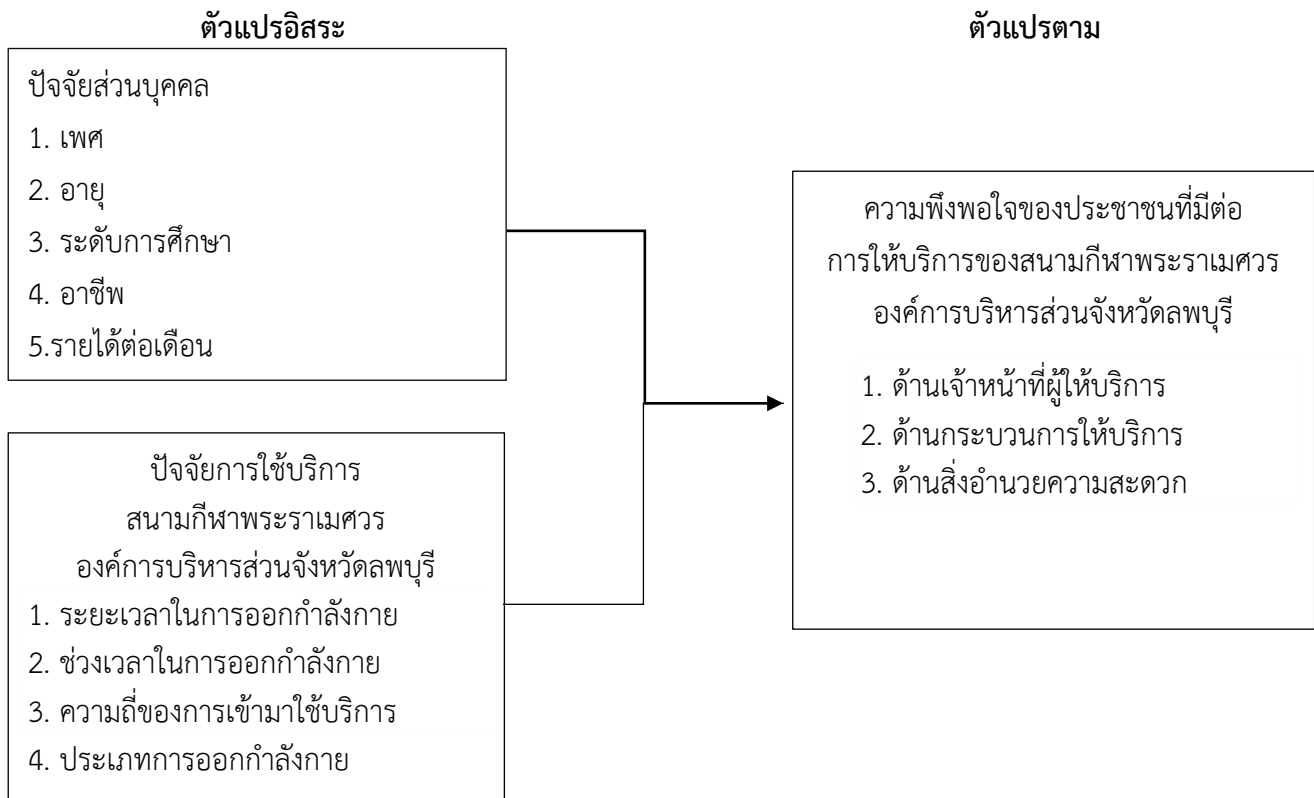 ตัวแปรอิสระ
ปัจจัยส่วนบุคคล
1. เพศ
2. อายุ
3. ระดับการศึกษา
4. อาชีพ
5.รายได้ต่อเดือน
ปัจจัยการใช้บริการ
สนามกีฬาพระราเมศวร
องค์การบริหารส่วนจังหวัดลพบุรี
1. ระยะเวลาในการออกกำลังกาย
2. ช่วงเวลาในการออกกำลังกาย
3. ความถี่ของการเข้ามาใช้บริการ
4. ประเภทการออกกำลังกาย
ตัวแปรตาม
ความพึงพอใจของประชาชนที่มีต่อ
การให้บริการของสนามกีฬาพระราเมศวร
องค์การบริหารส่วนจังหวัดลพบุรี
1. ด้านเจ้าหน้าที่ผู้ให้บริการ
2. ด้านกระบวนการให้บริการ
3. ด้านสิ่งอำนวยความสะดวก